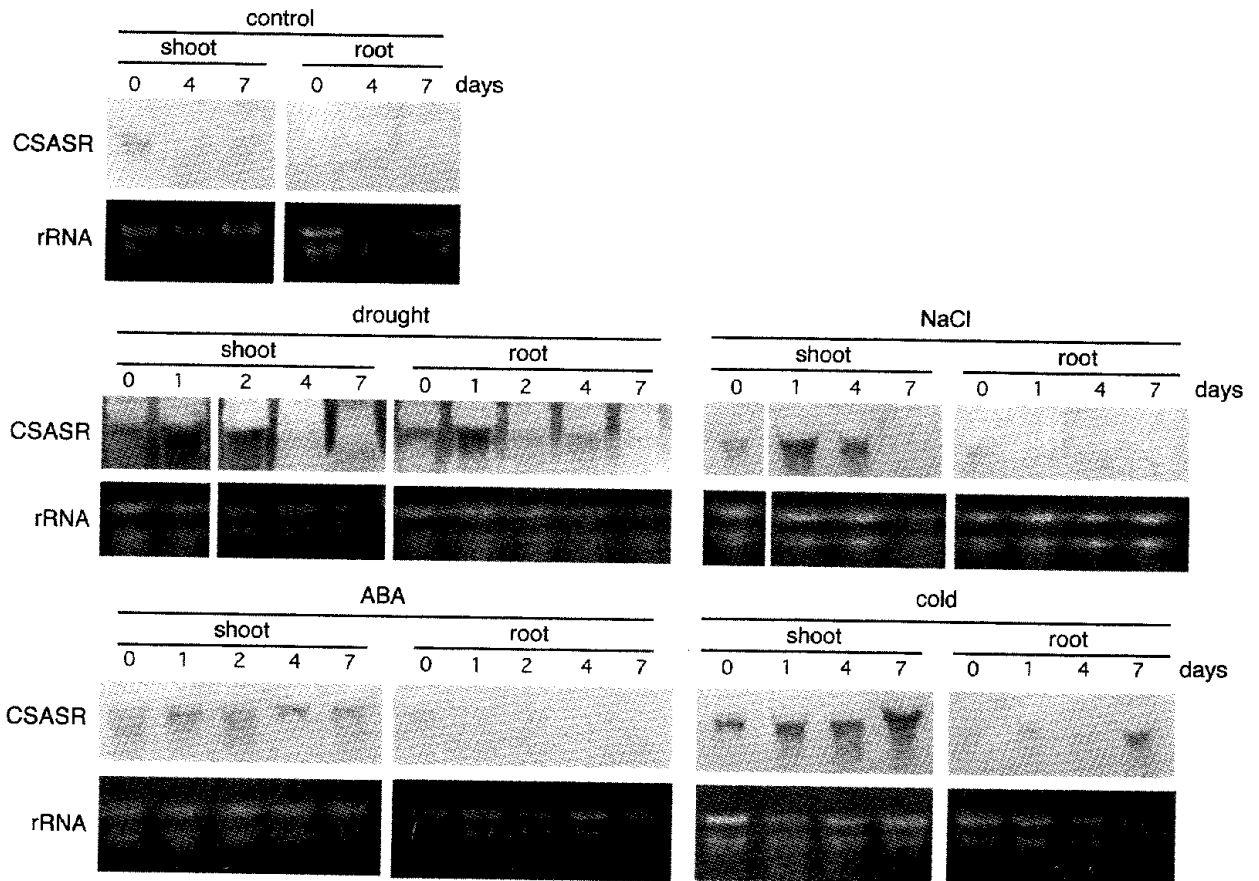 control
shoot root
0 4 7 0 4 7 days
CSASR
rRNA
drought NaCl
shoot root shoot root
0 1 2 4 7 0 1 2 4 7 0 1 4 7 0 1 4 7 days
CSASR
rRNA
ABA cold
shoot root shoot root
0 1 2 4 7 0 1 2 4 7 0 1 4 7 0 1 4 7 days
CSASR
rRNA